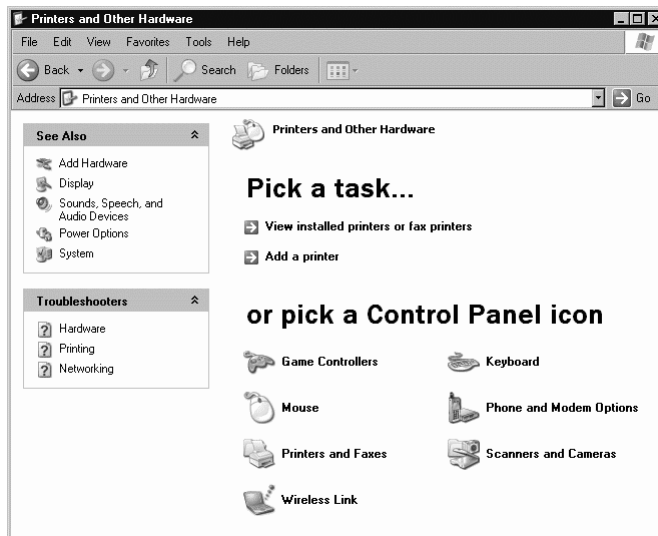 Printers and Other Hardware
File Edit View Favorites Tools Help
Back Search Folders
Address Printers and Other Hardware Go
See Also
Add Hardware
Display
Sounds, Speech, and
Audio Devices
Power Options
System
Troubleshooters
Hardware
Printing
Networking
Printers and Other Hardware
Pick a task...
View installed printers or fax printers
Add a printer
or pick a Control Panel icon
Game Controllers Keyboard
Mouse Phone and Modem Options
Printers and Faxes Scanners and Cameras
Wireless Link